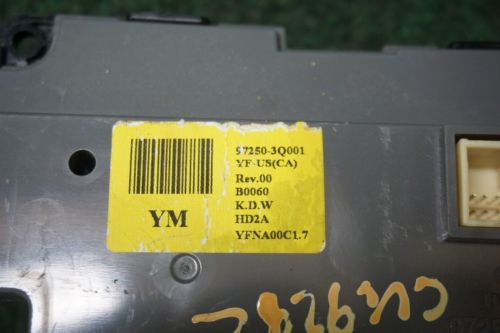 97250-3Q001
YF-US(CA)
Rev.00
B0060
K.D.W
HD2A
YFNA00C1.7
YM